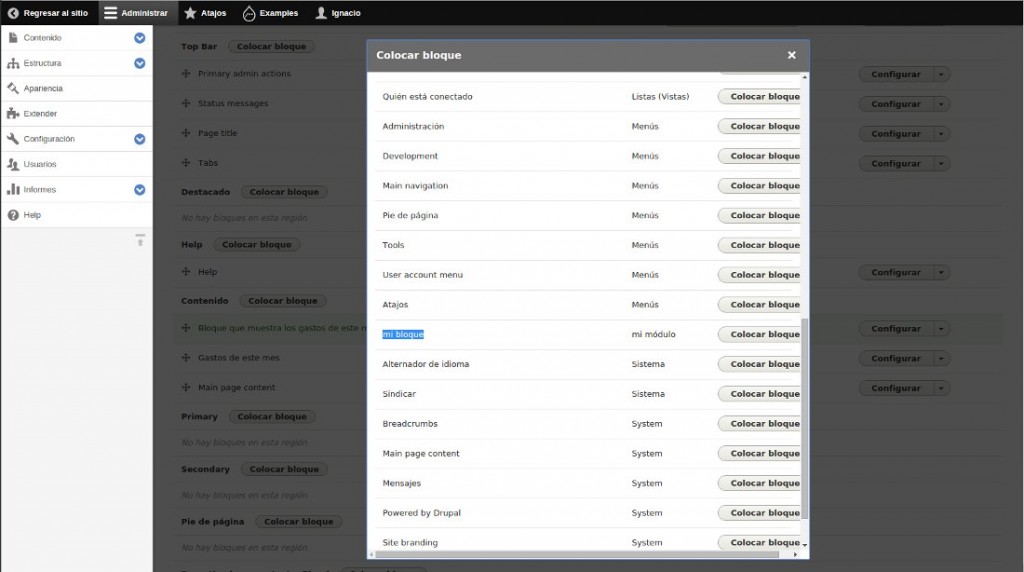 Regresar al sitio Administrar Atajos Examples Ignacio
Contenido
Estructura
Apariencia
Extender
Configuración
Usuarios
Informes
Help
Top Bar Colocar bloque
Primary admin actions Configurar
Status messages Configurar
Page title Configurar
Tabs Configurar
Destacado Colocar bloque
No hay bloques en esta región
Help Colocar bloque
Help Configurar
Contenido Colocar bloque
Bloque que muestra los gastos de este m Configurar
Gastos de este mes Configurar
Main page content Configurar
Primary Colocar bloque
No hay bloques en esta región
Secondary Colocar bloque
No hay bloques en esta región
Pie de página Colocar bloque
No hay bloques en esta región
Colocar bloque ×
Quién está conectado Listas (Vistas) Colocar bloque
Administración Menús Colocar bloque
Development Menús Colocar bloque
Main navigation Menús Colocar bloque
Pie de página Menús Colocar bloque
Tools Menús Colocar bloque
User account menu Menús Colocar bloque
Atajos Menús Colocar bloque
mi bloque mi módulo Colocar bloque
Alternador de idioma Sistema Colocar bloque
Sindicar Sistema Colocar bloque
Breadcrumbs System Colocar bloque
Main page content System Colocar bloque
Mensajes System Colocar bloque
Powered by Drupal System Colocar bloque
Site branding System Colocar bloque